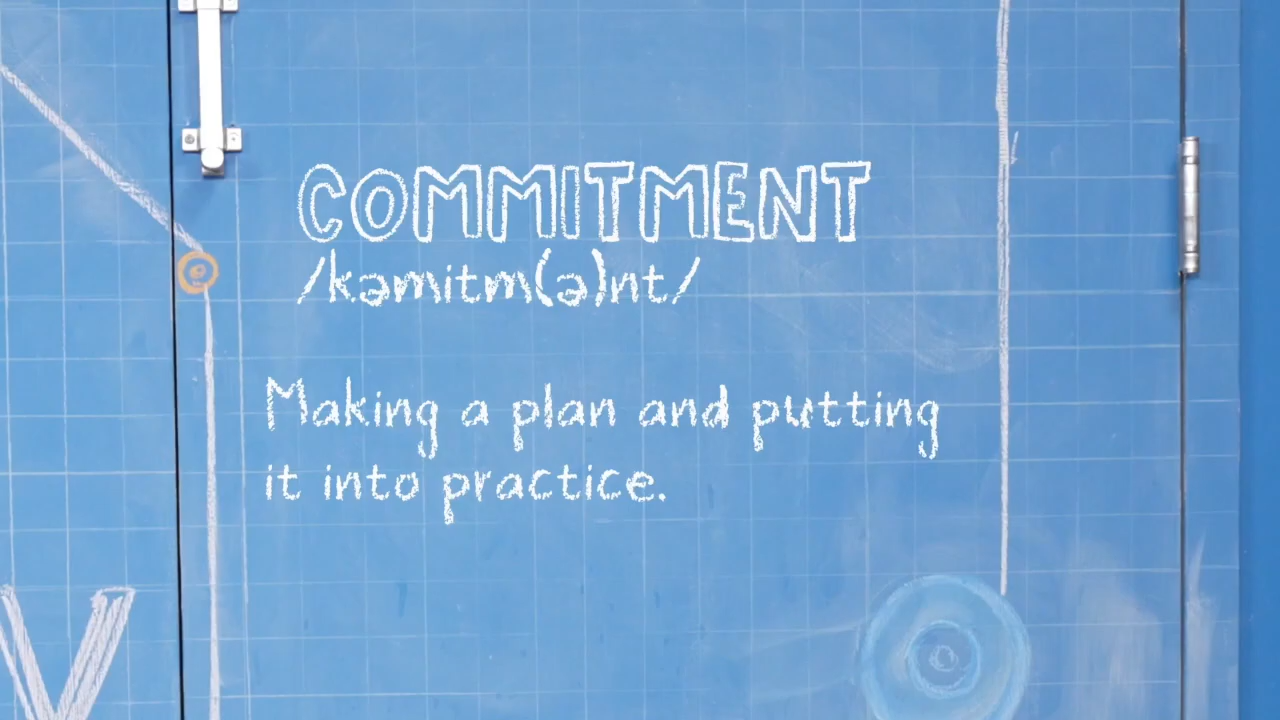 COMMITMENT
/kəmitm(ə)nt/
Making a plan and putting
it into practice.
V